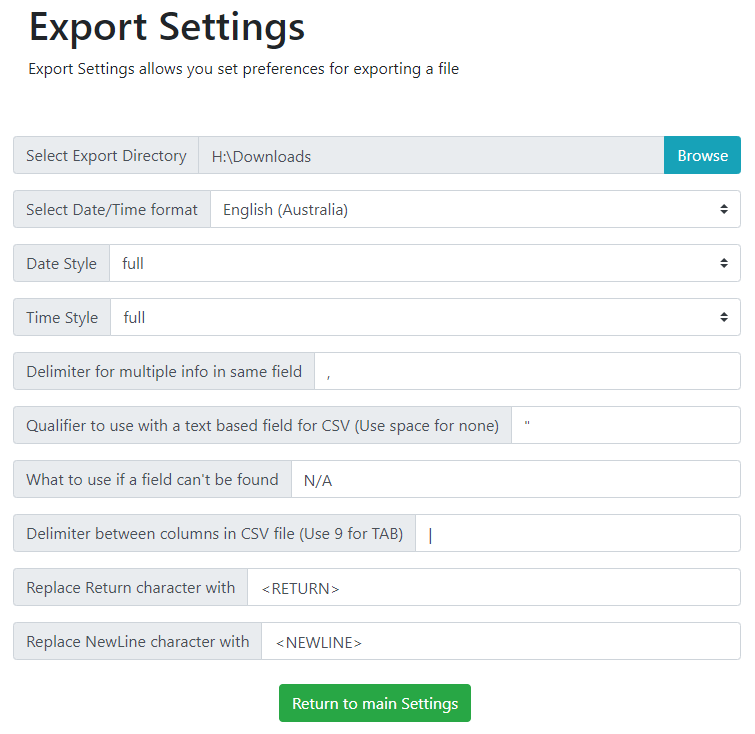 Export Settings
Export Settings allows you set preferences for exporting a file
Select Export Directory H:\Downloads Browse
Select Date/Time format English (Australia)
Date Style full
Time Style full
Delimiter for multiple info in same field ,
Qualifier to use with a text based field for CSV (Use space for none) "
What to use if a field can't be found N/A
Delimiter between columns in CSV file (Use 9 for TAB) |
Replace Return character with <RETURN>
Replace NewLine character with <NEWLINE>
Return to main Settings